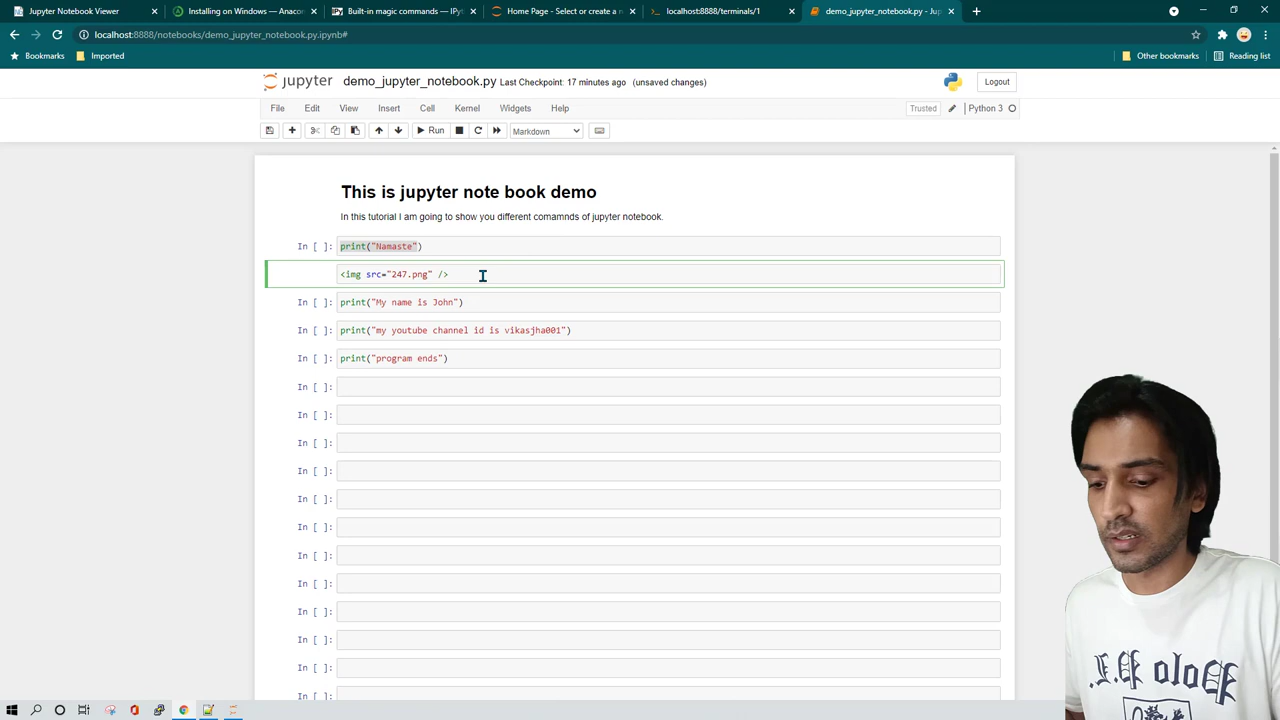 Jupyter Notebook Viewer
Installing on Windows — Anacon
Built-in magic commands — IPyt
Home Page - Select or create a n
localhost:8888/terminals/1
demo_jupyter_notebook.py - Jup
localhost:8888/notebooks/demo_jupyter_notebook.py.ipynb#
Bookmarks Imported Other bookmarks Reading list
jupyter demo_jupyter_notebook.py Last Checkpoint: 17 minutes ago (unsaved changes) Logout
File Edit View Insert Cell Kernel Widgets Help Trusted Python 3
Run Markdown
This is jupyter note book demo
In this tutorial I am going to show you different comamnds of jupyter notebook.
In [ ]: print("Namaste")
<img src="247.png" />
In [ ]: print("My name is John")
In [ ]: print("my youtube channel id is vikasjha001")
In [ ]: print("program ends")
In [ ]:
In [ ]:
In [ ]:
In [ ]:
In [ ]:
In [ ]:
In [ ]:
In [ ]:
In [ ]:
In [ ]:
In [ ]:
In [ ]: